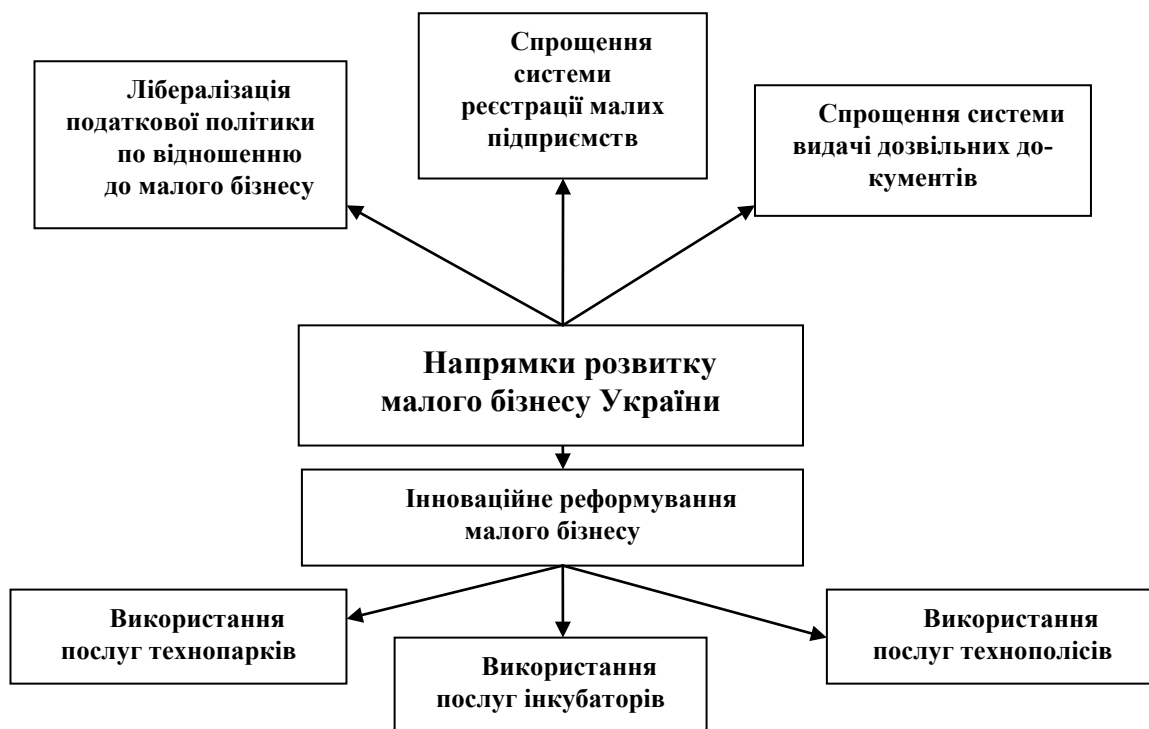 Спрощення
системи
реєстрації малих
підприємств
Лібералізація
податкової політики
по відношенню
до малого бізнесу
Спрощення системи
видачі дозвільних до-
кументів
Напрямки розвитку
малого бізнесу України
Інноваційне реформування
малого бізнесу
Використання
послуг технопарків
Використання
послуг інкубаторів
Використання
послуг технополісів